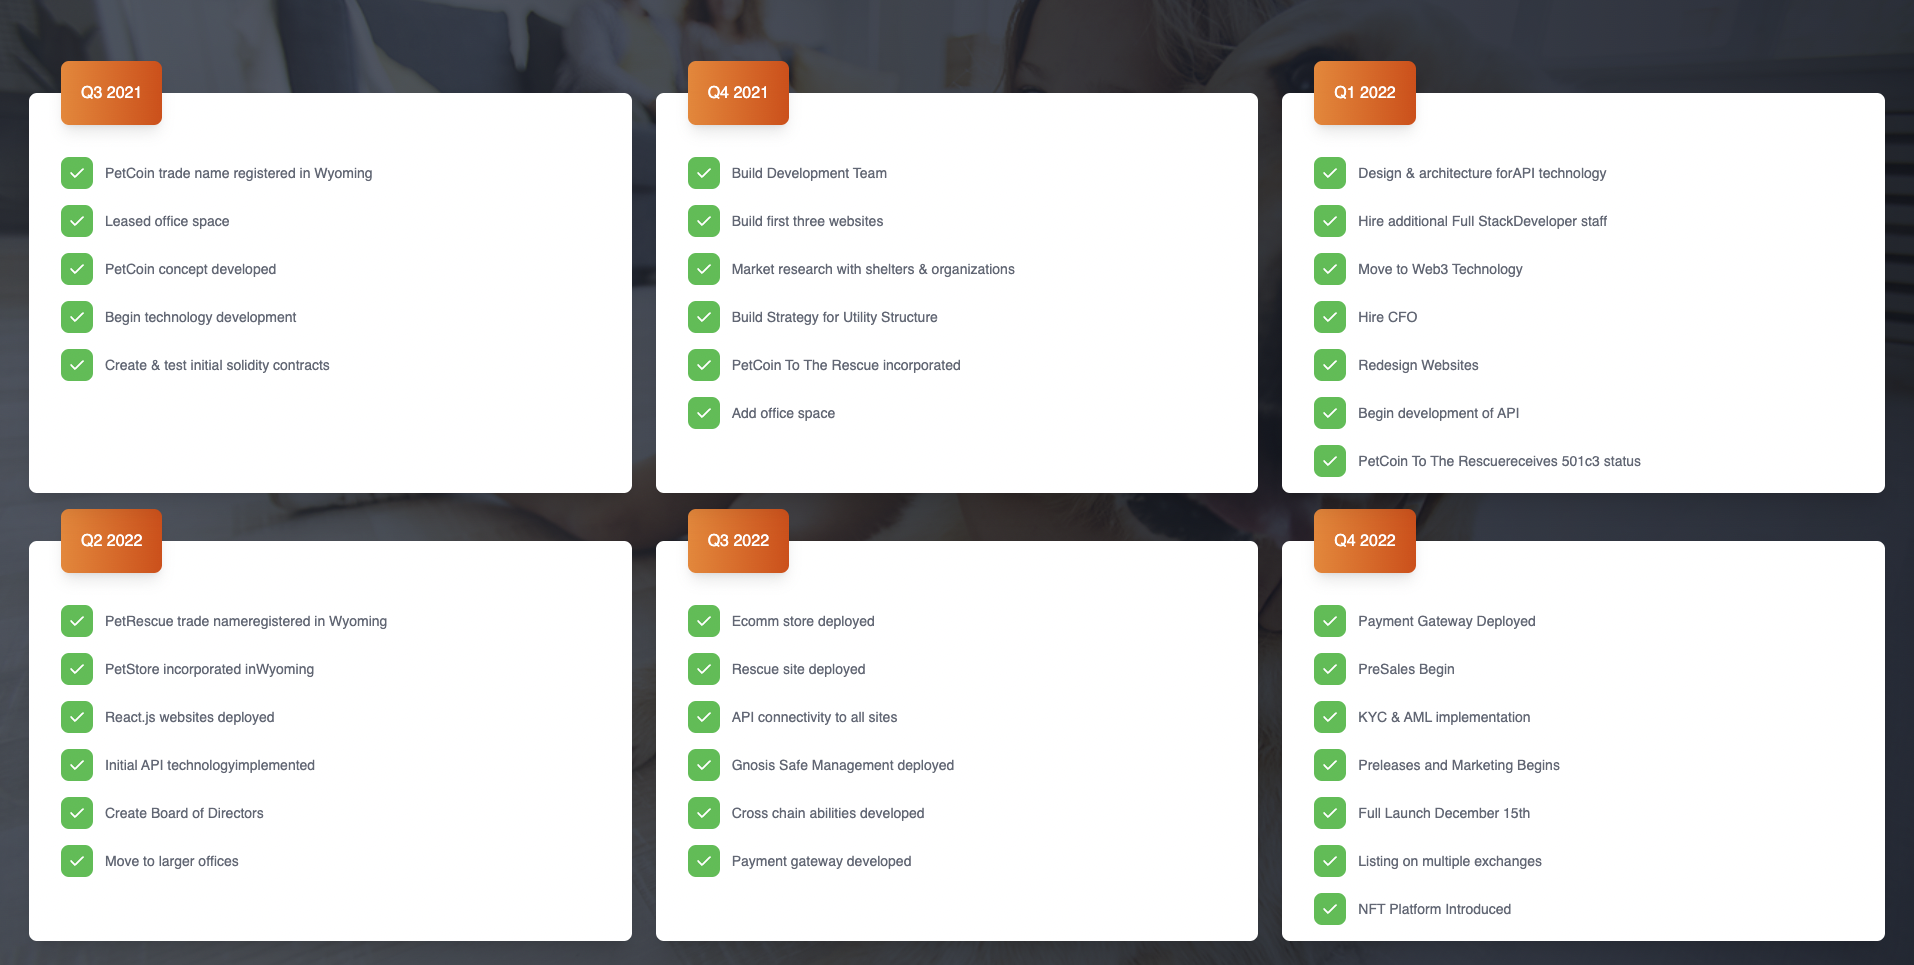 Q3 2021
PetCoin trade name registered in Wyoming
Leased office space
PetCoin concept developed
Begin technology development
Create & test initial solidity contracts
Q4 2021
Build Development Team
Build first three websites
Market research with shelters & organizations
Build Strategy for Utility Structure
PetCoin To The Rescue incorporated
Add office space
Q1 2022
Design & architecture forAPI technology
Hire additional Full StackDeveloper staff
Move to Web3 Technology
Hire CFO
Redesign Websites
Begin development of API
PetCoin To The Rescuereceives 501c3 status
Q2 2022
PetRescue trade nameregistered in Wyoming
PetStore incorporated inWyoming
React.js websites deployed
Initial API technologyimplemented
Create Board of Directors
Move to larger offices
Q3 2022
Ecomm store deployed
Rescue site deployed
API connectivity to all sites
Gnosis Safe Management deployed
Cross chain abilities developed
Payment gateway developed
Q4 2022
Payment Gateway Deployed
PreSales Begin
KYC & AML implementation
Preleases and Marketing Begins
Full Launch December 15th
Listing on multiple exchanges
NFT Platform Introduced